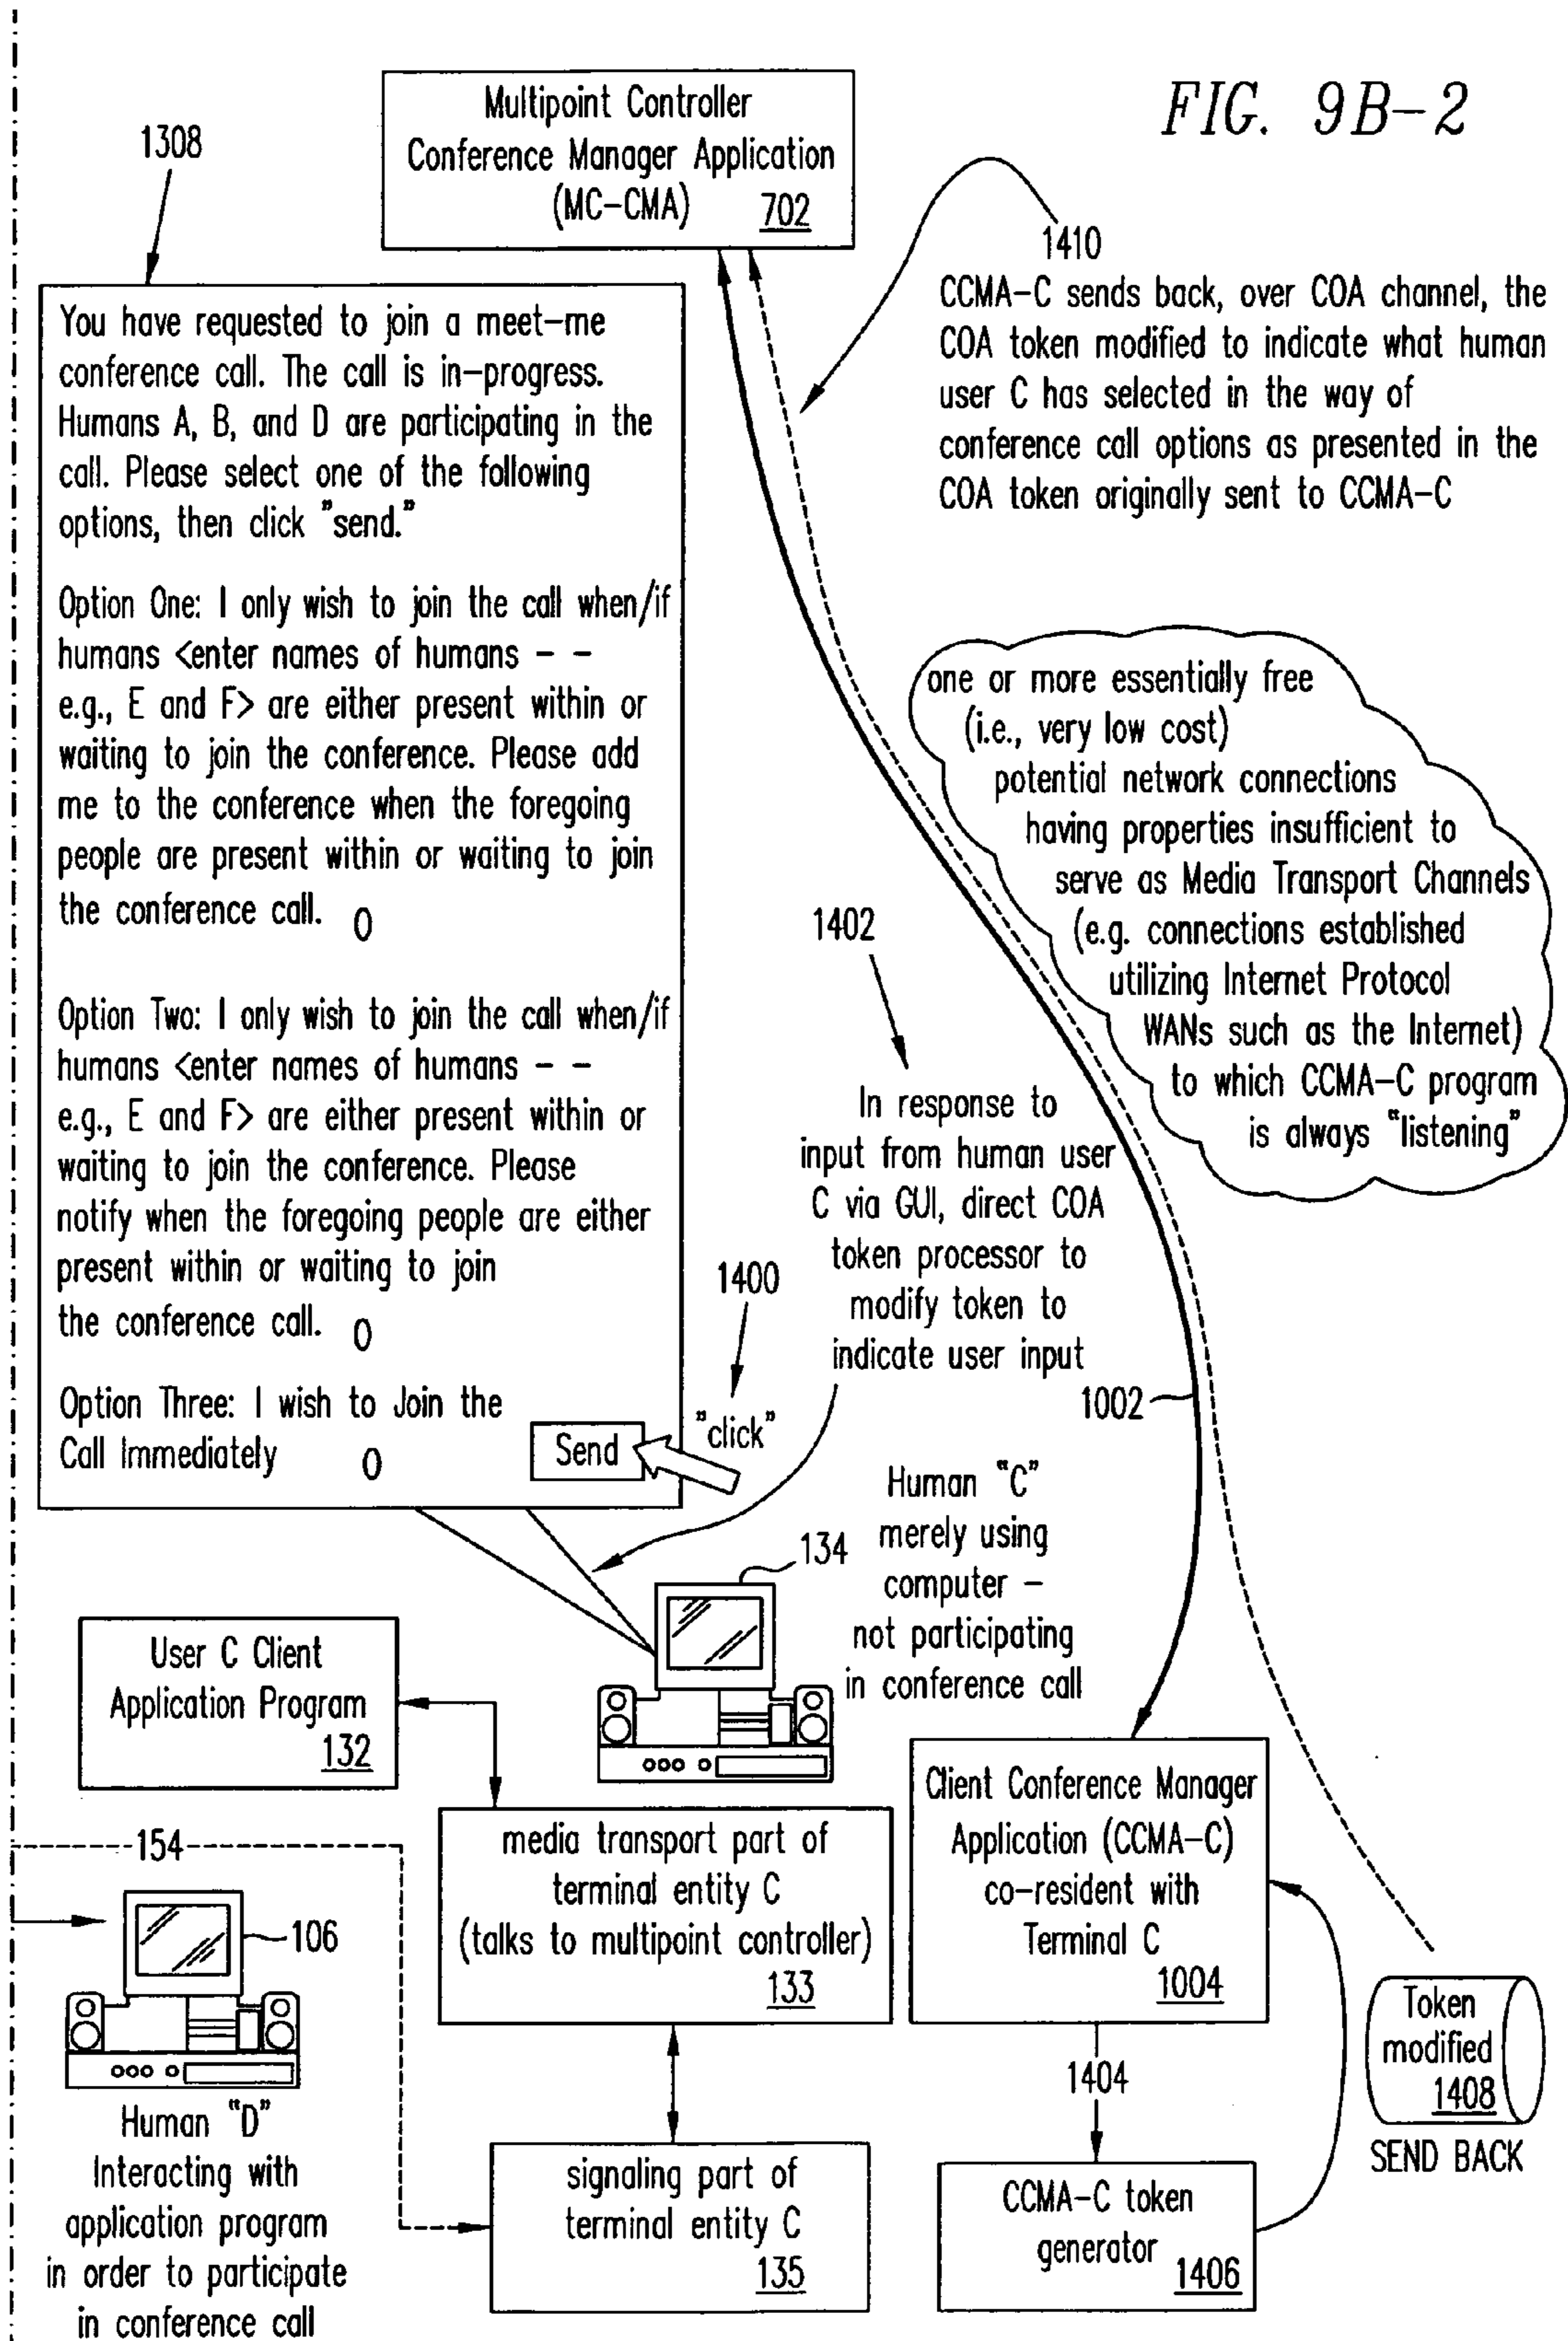 FIG. 9B-2
Multipoint Controller
Conference Manager Application
(MC-CMA) 702
1308
1410
CCMA-C sends back, over COA channel, the
COA token modified to indicate what human
user C has selected in the way of
conference call options as presented in the
COA token originally sent to CCMA-C
You have requested to join a meet-me
conference call. The call is in-progress.
Humans A, B, and D are participating in the
call. Please select one of the following
options, then click "send."
Option One: I only wish to join the call when/if
humans <enter names of humans - -
e.g., E and F> are either present within or
waiting to join the conference. Please add
me to the conference when the foregoing
people are present within or waiting to join
the conference call. O
Option Two: I only wish to join the call when/if
humans <enter names of humans - -
e.g., E and F> are either present within or
waiting to join the conference. Please
notify when the foregoing people are either
present within or waiting to join
the conference call. O
Option Three: I wish to Join the
Call Immediately O
Send
"click"
1400
1402
In response to
input from human user
C via GUI, direct COA
token processor to
modify token to
indicate user input
one or more essentially free
(i.e., very low cost)
potential network connections
having properties insufficient to
serve as Media Transport Channels
(e.g. connections established
utilizing Internet Protocol
WANs such as the Internet)
to which CCMA-C program
is always "listening"
1002
Human "C"
merely using
computer -
not participating
in conference call
134
User C Client
Application Program
132
154
106
Human "D"
Interacting with
application program
in order to participate
in conference call
media transport part of
terminal entity C
(talks to multipoint controller)
133
signaling part of
terminal entity C
135
Client Conference Manager
Application (CCMA-C)
co-resident with
Terminal C
1004
1404
CCMA-C token
generator 1406
Token
modified
1408
SEND BACK